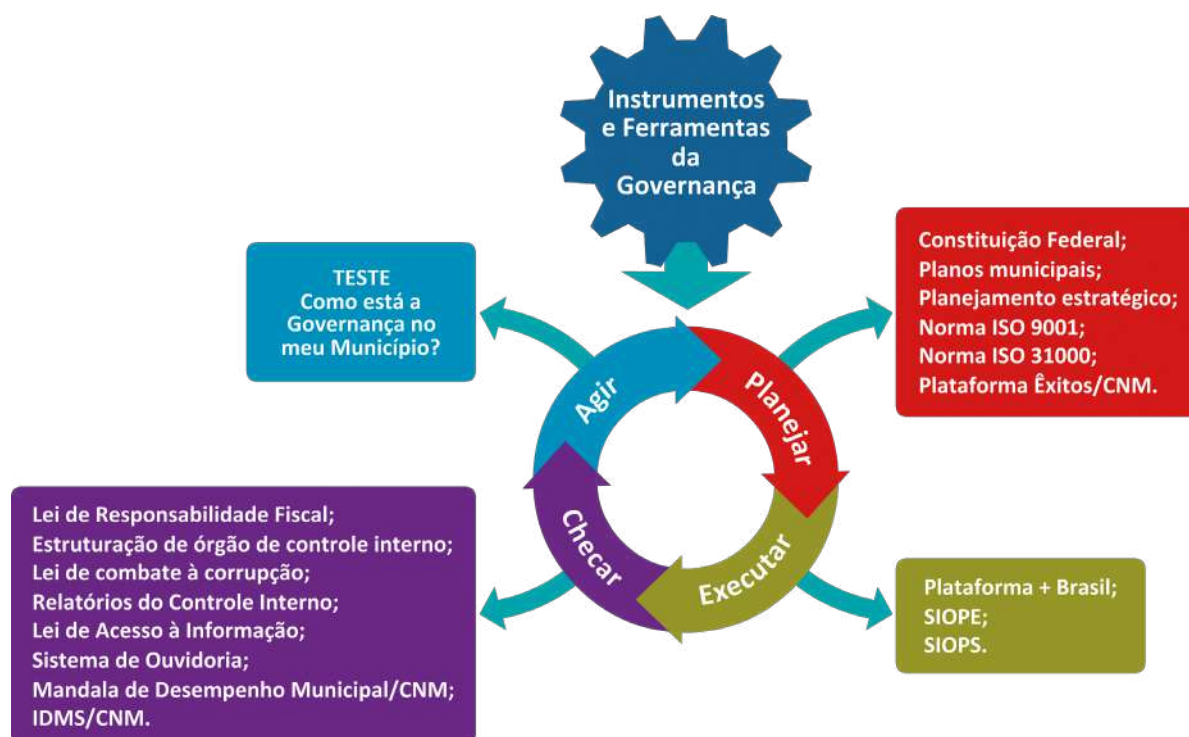 Instrumentos
e Ferramentas
da
Governança
TESTE
Como está a
Governança no
meu Município?
Constituição Federal;
Planos municipais;
Planejamento estratégico;
Norma ISO 9001;
Norma ISO 31000;
Plataforma Êxitos/CNM.
Agir
Planejar
Checar
Executar
Lei de Responsabilidade Fiscal;
Estruturação de órgão de controle interno;
Lei de combate à corrupção;
Relatórios do Controle Interno;
Lei de Acesso à Informação;
Sistema de Ouvidoria;
Mandala de Desempenho Municipal/CNM;
IDMS/CNM.
Plataforma + Brasil;
SIOPE;
SIOPS.